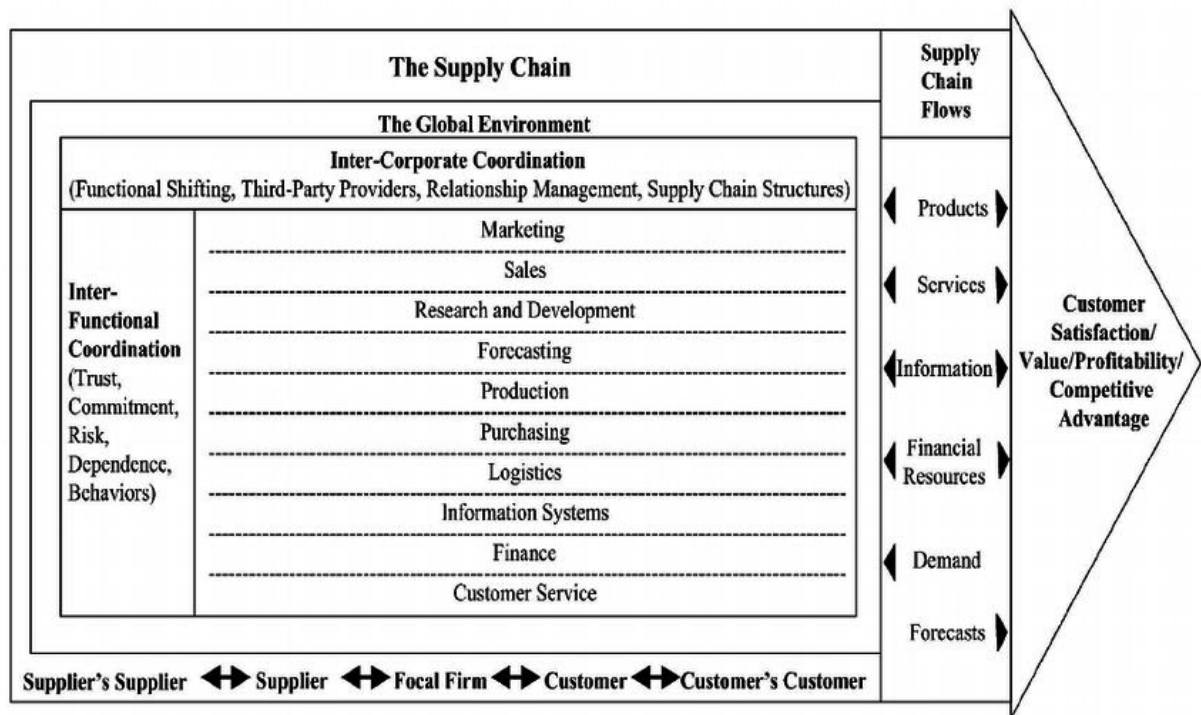 The Supply Chain
The Global Environment
Inter-Corporate Coordination
(Functional Shifting, Third-Party Providers, Relationship Management, Supply Chain Structures)
Inter-
Functional
Coordination
(Trust,
Commitment,
Risk,
Dependence,
Behaviors)
Marketing
Sales
Research and Development
Forecasting
Production
Purchasing
Logistics
Information Systems
Finance
Customer Service
Supplier's Supplier Supplier Focal Firm Customer Customer's Customer
Supply
Chain
Flows
Products
Services
Information
Financial
Resources
Demand
Forecasts
Customer
Satisfaction/
Value/Profitability/
Competitive
Advantage